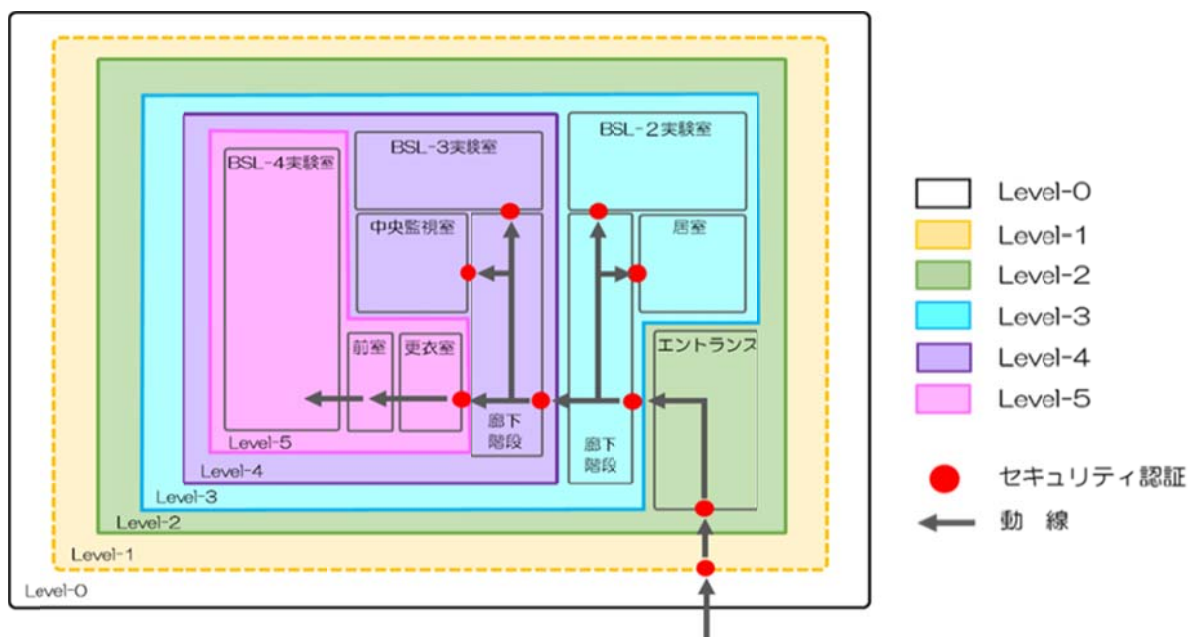 BSL-4実験室
BSL-3実験室
BSL-2実験室
中央監視室
居室
前室
更衣室
エントランス
廊下
階段
廊下
階段
Level-5
Level-4
Level-3
Level-2
Level-1
Level-0
Level-0
Level-1
Level-2
Level-3
Level-4
Level-5
セキュリティ認証
動 線